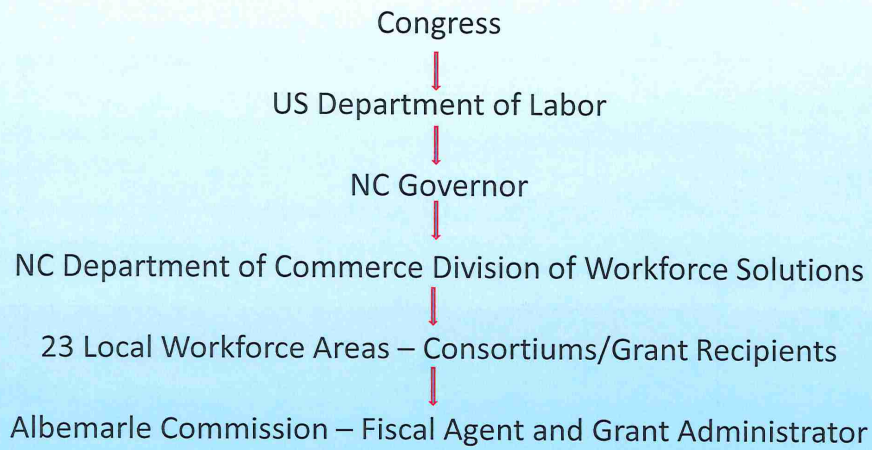 Congress
US Department of Labor
NC Governor
NC Department of Commerce Division of Workforce Solutions
23 Local Workforce Areas – Consortiums/Grant Recipients
Albemarle Commission – Fiscal Agent and Grant Administrator